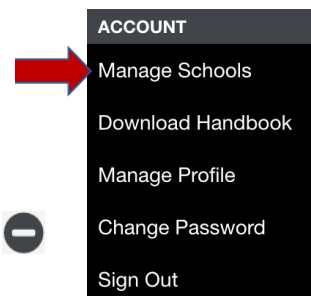 ACCOUNT
Manage Schools
Download Handbook
Manage Profile
Change Password
Sign Out